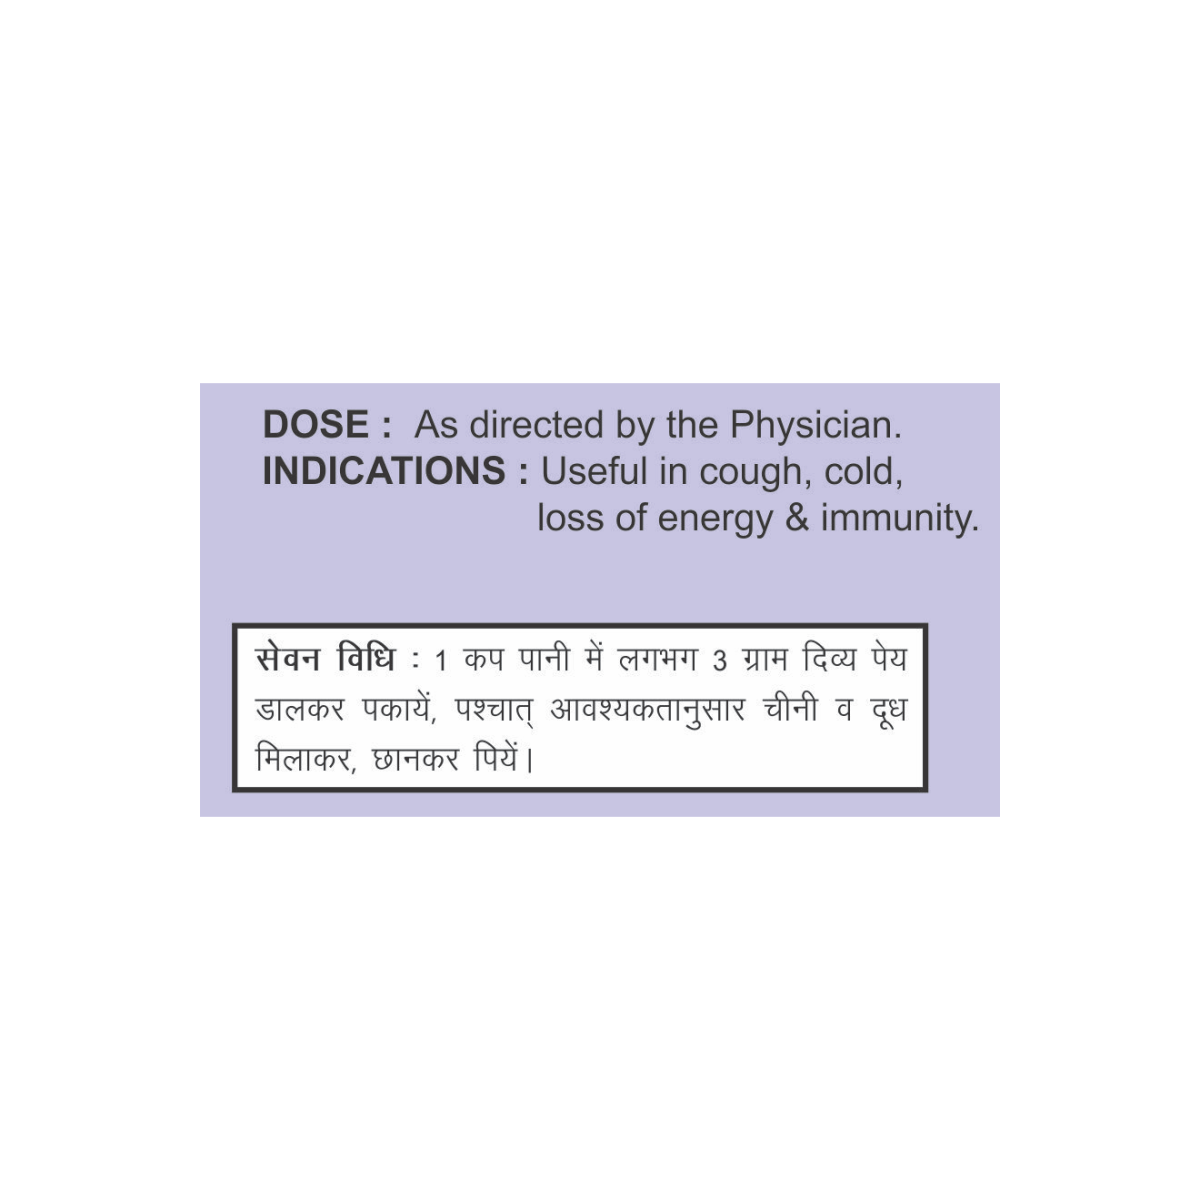 DOSE : As directed by the Physician.
INDICATIONS : Useful in cough, cold,
loss of energy & immunity.
सेवन विधि : 1 कप पानी में लगभग 3 ग्राम दिव्य पेय
डालकर पकायें, पश्चात् आवश्यकतानुसार चीनी व दूध
मिलाकर, छानकर पियें।